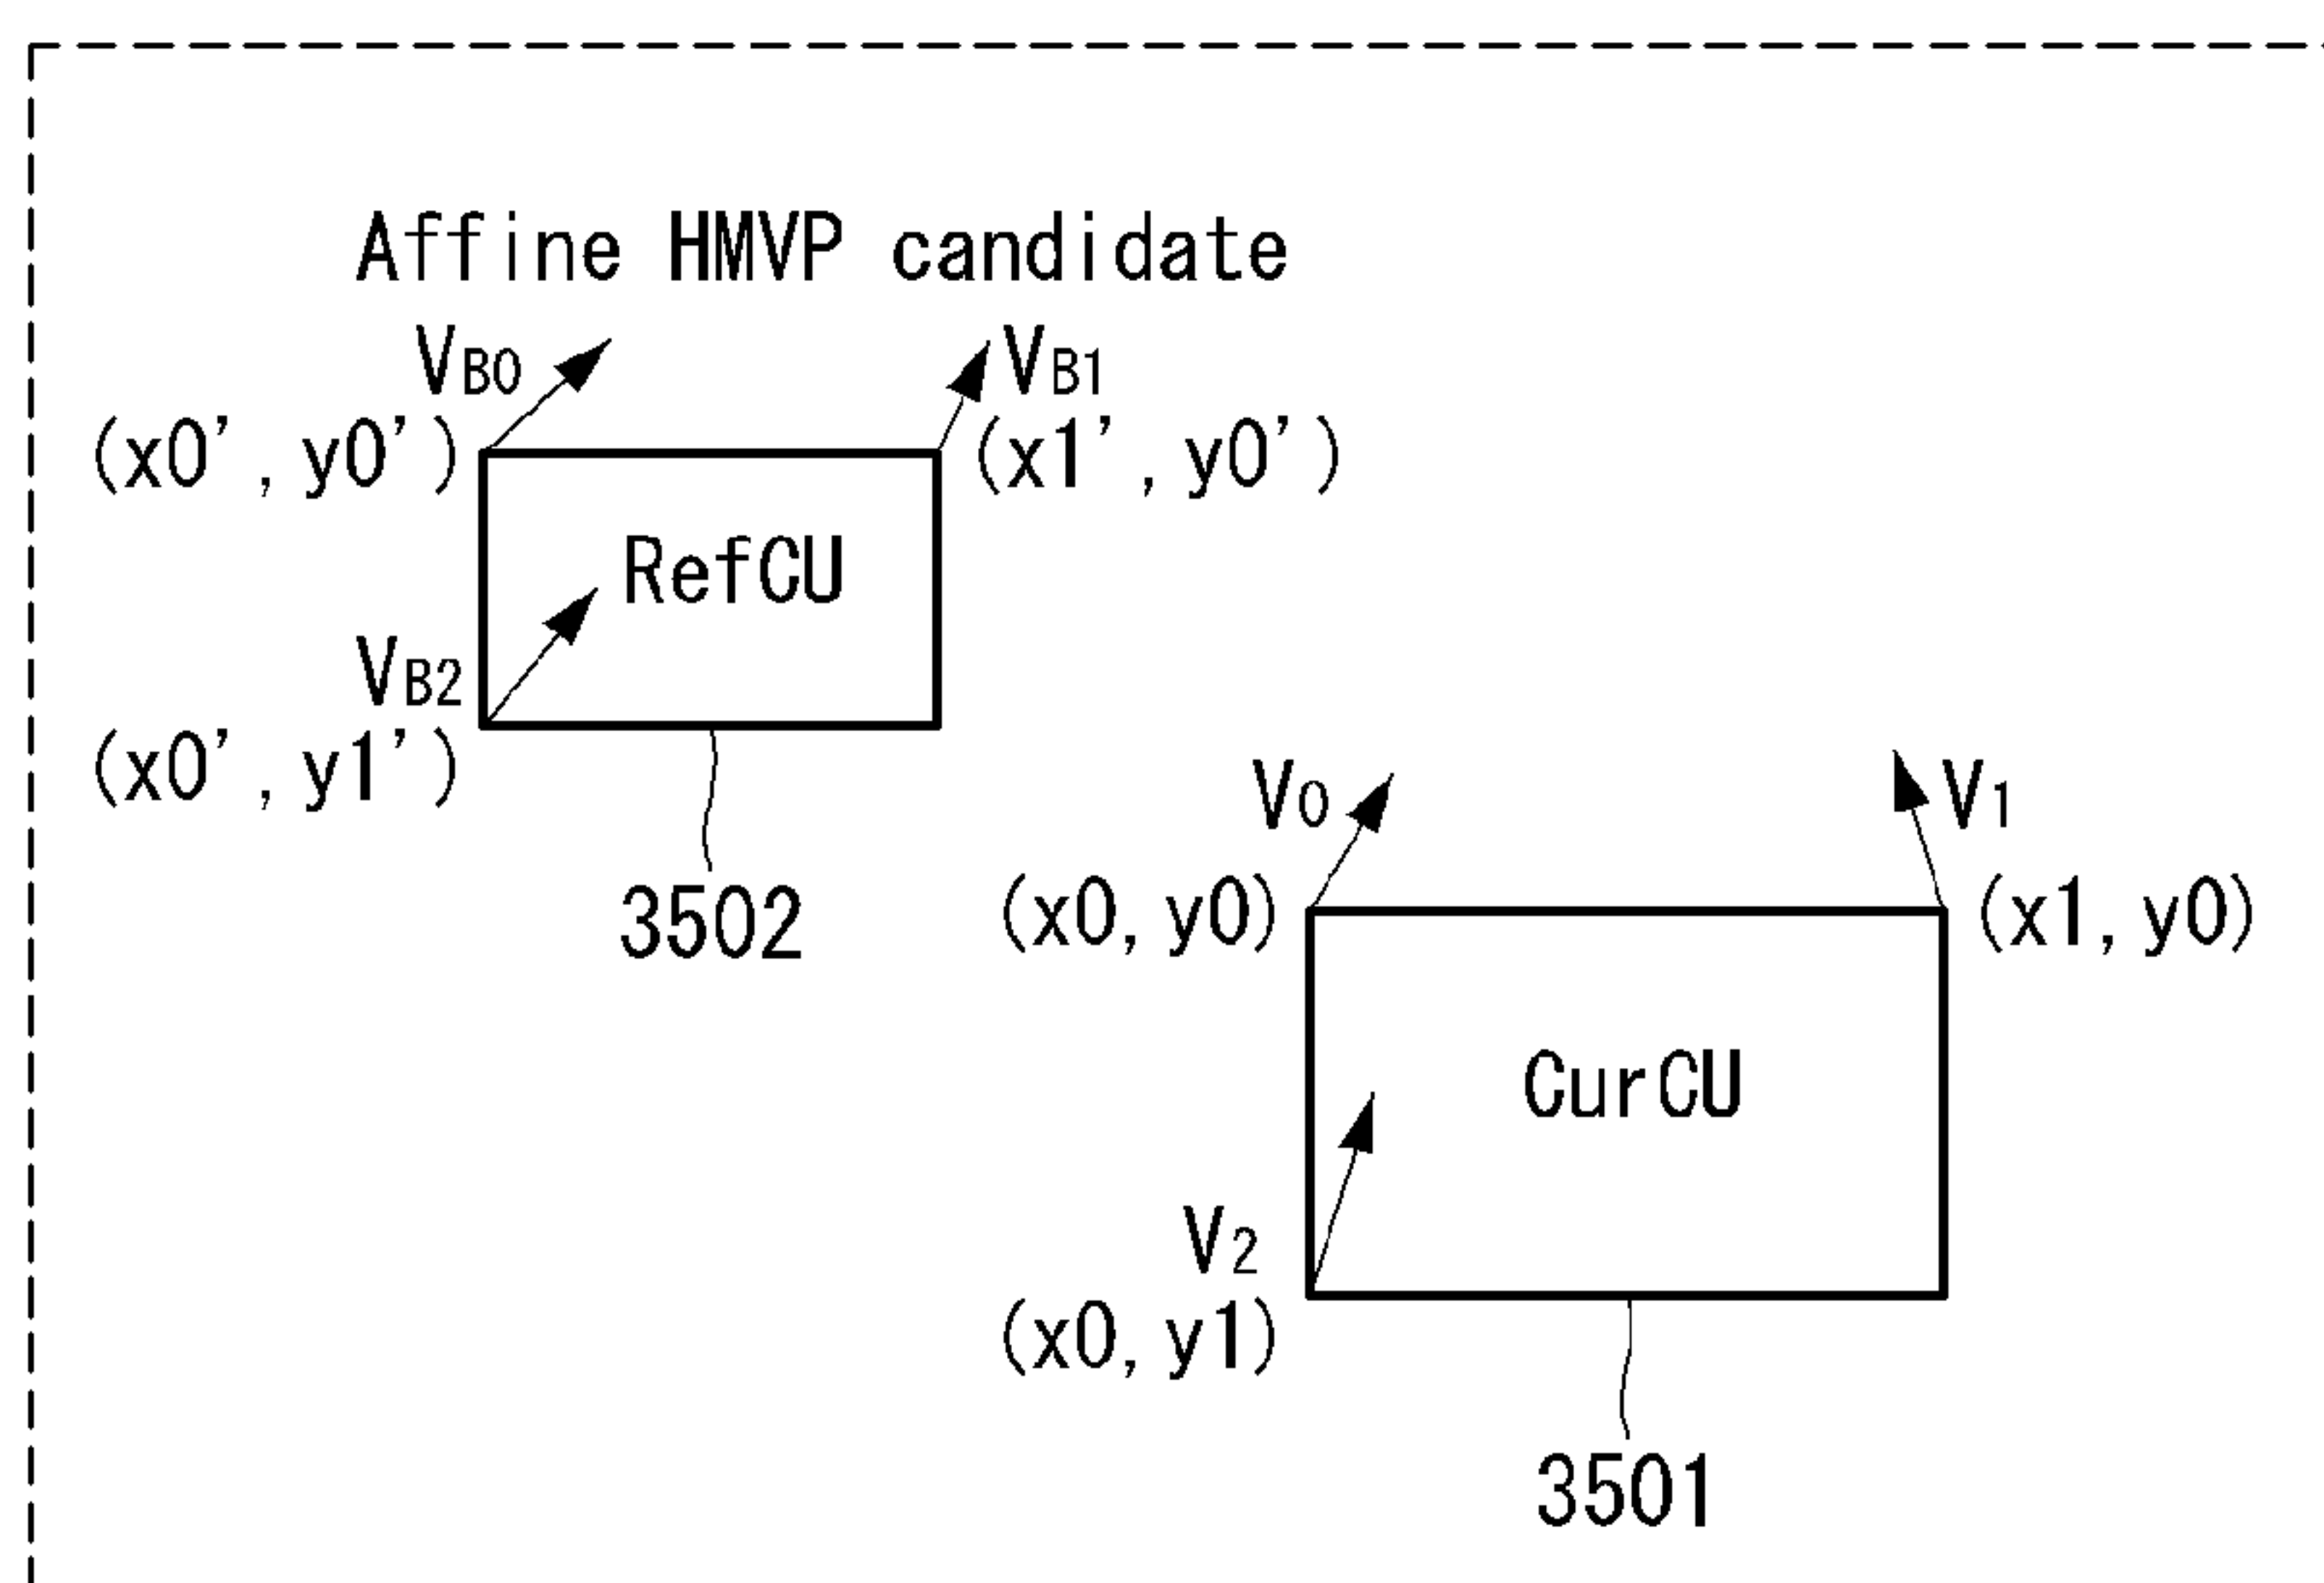 Affine HMVP candidate
VB0 VB1
(x0', y0') (x1', y0')
RefCU
VB2
(x0', y1')
3502
V0 V1
(x0, y0) (x1, y0)
CurCU
V2
(x0, y1)
3501